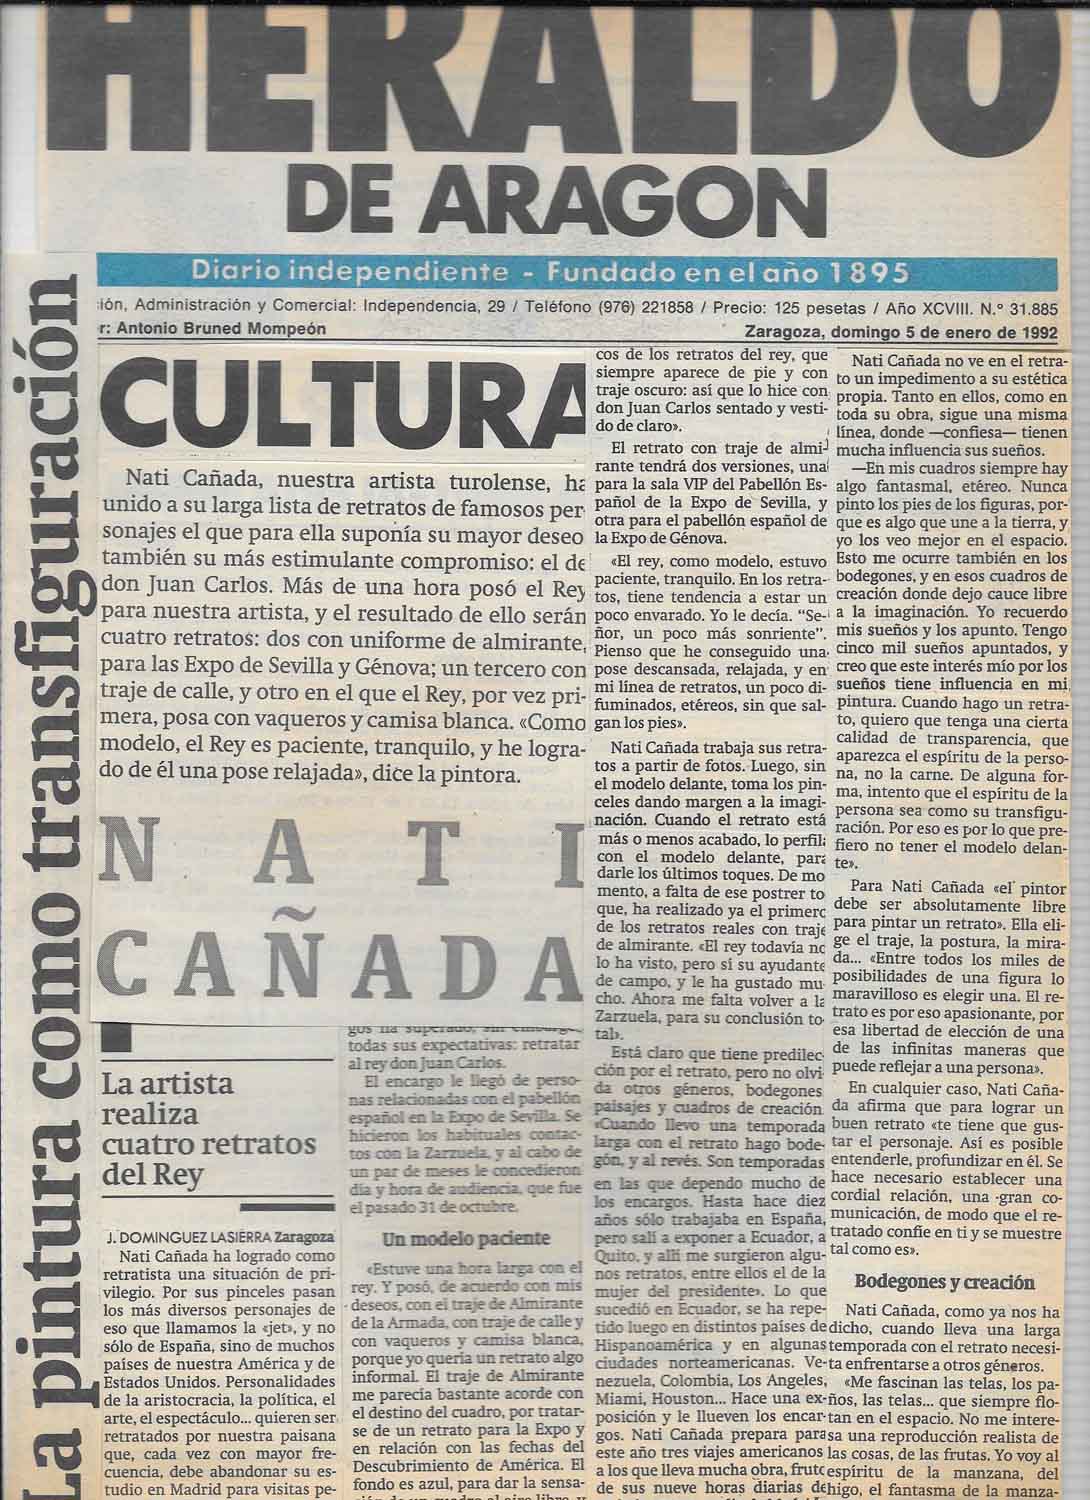 HERALDO
DE ARAGON
Diario independiente - Fundado en el año 1895
ión, Administración y Comercial: Independencia, 29 / Teléfono (976) 221858 / Precio: 125 pesetas / Año XCVIII. N.° 31.885
r: Antonio Bruned Mompeón
Zaragoza, domingo 5 de enero de 1992
La pintura como transfiguración
CULTURA
Nati Cañada, nuestra artista turolense, ha
unido a su larga lista de retratos de famosos per
sonajes el que para ella suponía su mayor deseo
también su más estimulante compromiso: el de
don Juan Carlos. Más de una hora posó el Rey
para nuestra artista, y el resultado de ello serán
cuatro retratos: dos con uniforme de almirante,
para las Expo de Sevilla y Génova; un tercero con
traje de calle, y otro en el que el Rey, por vez pri-
mera, posa con vaqueros y camisa blanca. «Como
modelo, el Rey es paciente, tranquilo, y he logra-
do de él una pose relajada», dice la pintora.
NATI
CAÑADA
La artista
realiza
cuatro retratos
del Rey
J. DOMINGUEZ LASIERRA Zaragoza
Nati Cañada ha logrado como
retratista una situación de pri-
vilegio. Por sus pinceles pasan
los más diversos personajes de
eso que llamamos la «jet», y no
sólo de España, sino de muchos
países de nuestra América y de
Estados Unidos. Personalidades
de la aristocracia, la política, el
arte, el espectáculo... quieren ser
retratados por nuestra paisana
que, cada vez con mayor fre-
cuencia, debe abandonar su es-
tudio en Madrid para visitas pe-
gos ha superado, sin embargo,
todas sus expectativas: retratar
al rey don Juan Carlos.
El encargo le llegó de perso-
nas relacionadas con el pabellón
español en la Expo de Sevilla. Se
hicieron los habituales contac-
tos con la Zarzuela, y al cabo de
un par de meses le concedieron
día y hora de audiencia, que fue
el pasado 31 de octubre.
Un modelo paciente
«Estuve una hora larga con el
rey. Y posó, de acuerdo con mis
deseos, con el traje de Almirante
de la Armada, con traje de calle y
con vaqueros y camisa blanca,
porque yo quería un retrato algo
informal. El traje de Almirante
me parecía bastante acorde con
el destino del cuadro, por tratar-
se de un retrato para la Expo y
en relación con las fechas del
Descubrimiento de América. El
fondo es azul, para dar la sensa-
ción de un cuadro al aire libre, y
cos de los retratos del rey, que
siempre aparece de pie y con
traje oscuro: así que lo hice con
don Juan Carlos sentado y vesti-
do de claro».
El retrato con traje de almi-
rante tendrá dos versiones, una
para la sala VIP del Pabellón Es-
pañol de la Expo de Sevilla, y
otra para el pabellón español de
la Expo de Génova.
«El rey, como modelo, estuvo
paciente, tranquilo. En los retra-
tos, tiene tendencia a estar un
poco envarado. Yo le decía. "Se-
ñor, un poco más sonriente".
Pienso que he conseguido una
pose descansada, relajada, y en
mi línea de retratos, un poco di-
fuminados, etéreos, sin que sal-
gan los pies».
Nati Cañada trabaja sus retra-
tos a partir de fotos. Luego, sin
el modelo delante, toma los pin-
celes dando margen a la imagi-
nación. Cuando el retrato está
más o menos acabado, lo perfila
con el modelo delante, para
darle los últimos toques. De mo
mento, a falta de ese postrer to
que, ha realizado ya el primero
de los retratos reales con traje
de almirante. «El rey todavía no
lo ha visto, pero sí su ayudante
de campo, y le ha gustado mu-
cho. Ahora me falta volver a la
Zarzuela, para su conclusión to-
tal».
Está claro que tiene predilec-
ción por el retrato, pero no olvi-
da otros géneros, bodegones
paisajes y cuadros de creación
«Cuando llevo una temporada
larga con el retrato hago bode-
gón, y al revés. Son temporadas
en las que dependo mucho de
los encargos. Hasta hace diez
años sólo trabajaba en España,
pero salí a exponer a Ecuador, a
Quito, y allí me surgieron algu-
nos retratos, entre ellos el de la
mujer del presidente». Lo que
sucedió en Ecuador, se ha repe-
tido luego en distintos países de
Hispanoamérica y en algunas
ciudades norteamericanas. Ve-
nezuela, Colombia, Los Angeles,
Miami, Houston... Hace una ex-
posición y le llueven los encar-
gos. Nati Cañada prepara para
este año tres viajes americanos
a los que lleva mucha obra, fruto
de sus nueve horas diarias de
Nati Cañada no ve en el retra-
to un impedimento a su estética
propia. Tanto en ellos, como en
toda su obra, sigue una misma
línea, donde —confiesa— tienen
mucha influencia sus sueños.
—En mis cuadros siempre hay
algo fantasmal, etéreo. Nunca
pinto los pies de los figuras, por-
que es algo que une a la tierra, y
yo los veo mejor en el espacio.
Esto me ocurre también en los
bodegones, y en esos cuadros de
creación donde dejo cauce libre
a la imaginación. Yo recuerdo
mis sueños y los apunto. Tengo
cinco mil sueños apuntados, y
creo que este interés mío por los
sueños tiene influencia en mi
pintura. Cuando hago un retra-
to, quiero que tenga una cierta
calidad de transparencia, que
aparezca el espíritu de la perso-
na, no la carne. De alguna for-
ma, intento que el espíritu de la
persona sea como su transfigu-
ración. Por eso es por lo que pre-
fiero no tener el modelo delan-
te».
Para Nati Cañada «el pintor
debe ser absolutamente libre
para pintar un retrato». Ella eli-
ge el traje, la postura, la mira-
da... «Entre todos los miles de
posibilidades de una figura lo
maravilloso es elegir una. El re-
trato es por eso apasionante, por
esa libertad de elección de una
de las infinitas maneras que
puede reflejar a una persona».
En cualquier caso, Nati Caña-
da afirma que para lograr un
buen retrato «te tiene que gus-
tar el personaje. Así es posible
entenderle, profundizar en él. Se
hace necesario establecer una
cordial relación, una gran co-
municación, de modo que el re-
tratado confie en ti y se muestre
tal como es».
Bodegones y creación
Nati Cañada, como ya nos ha
dicho, cuando lleva una larga
temporada con el retrato necesi-
ta enfrentarse a otros géneros.
«Me fascinan las telas, los pa-
ños, las telas... que siempre flo-
tan en el espacio. No me intere-
sa una reproducción realista de
las cosas, de las frutas. Yo voy al
espíritu de la manzana, del
higo, el fantasma de la manza-